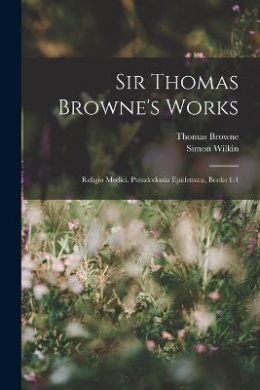 Sir Thomas
Browne's Works
Thomas Browne
Simon Wilkin
Religio Medici. Pseudodoxia Epidemica, Books 1-4